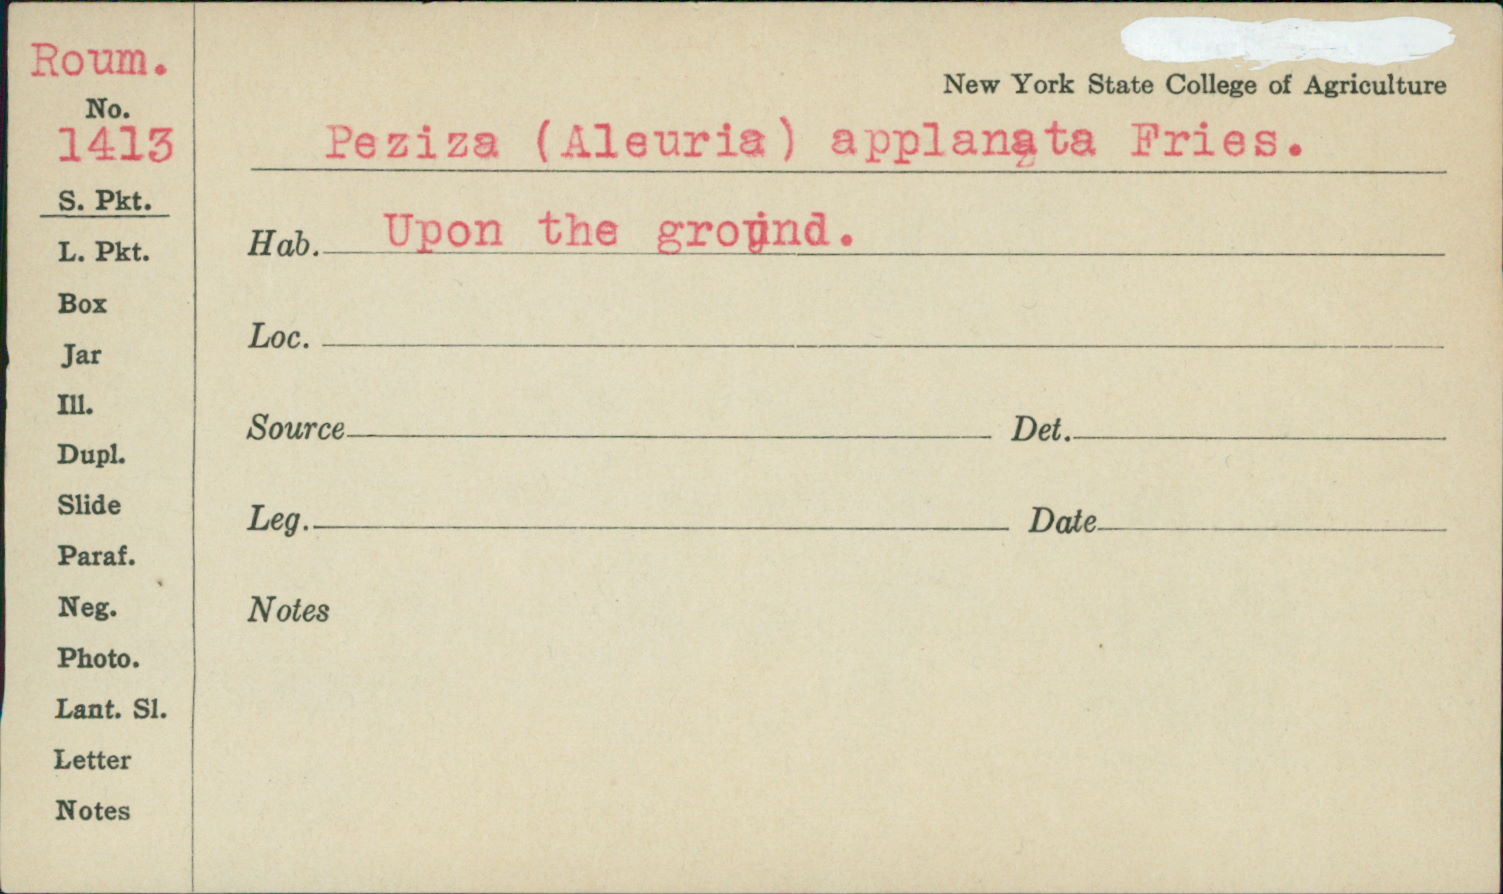 Roum.
No.
1413
S. Pkt.
L. Pkt.
Box
Jar
Ill.
Dupl.
Slide
Paraf.
Neg.
Photo.
Lant. Sl.
Letter
Notes
New York State College of Agriculture
Peziza (Aleuria) applanata Fries.
Hab. Upon the ground.
Loc.
Source Det.
Leg. Date
Notes